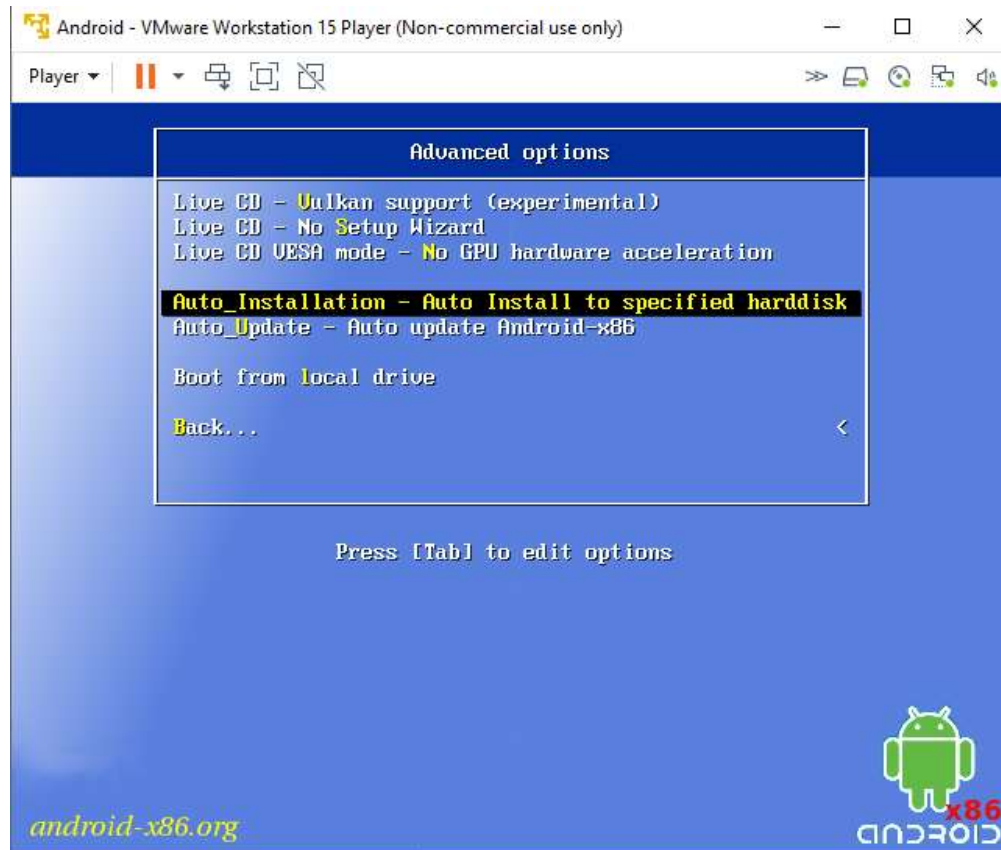 Android - VMware Workstation 15 Player (Non-commercial use only)
Player
Advanced options
Live CD - Vulkan support (experimental)
Live CD - No Setup Wizard
Live CD VESA mode - No GPU hardware acceleration
Auto_Installation - Auto Install to specified harddisk
Auto_Update - Auto update Android-x86
Boot from local drive
Back... <
Press [Tab] to edit options
android-x86.org
x86
android